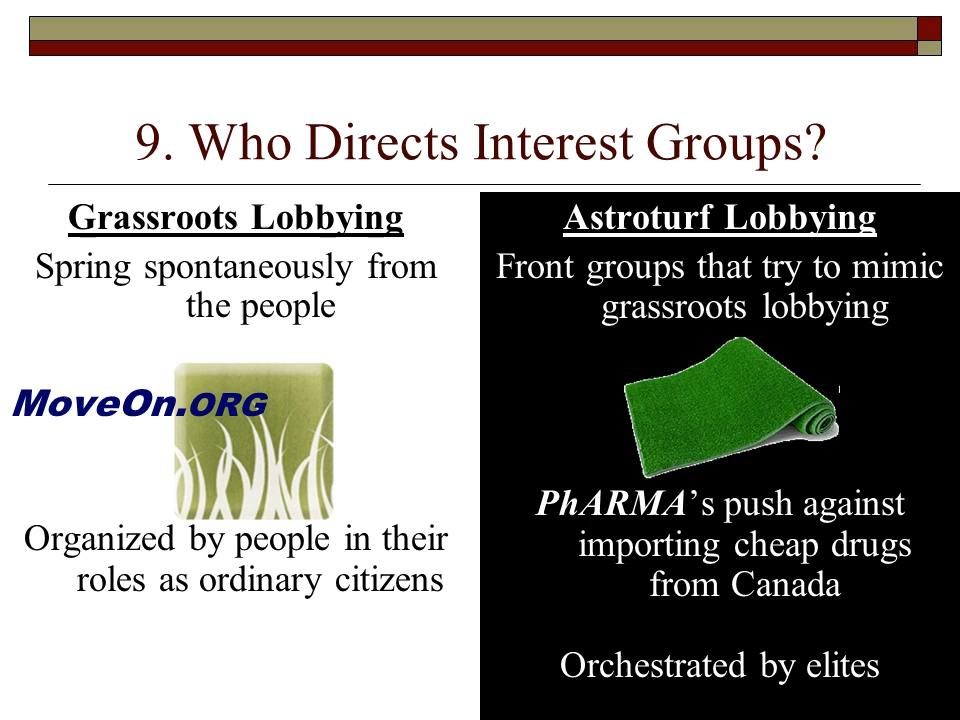 9. Who Directs Interest Groups?
Grassroots Lobbying
Spring spontaneously from
the people
MoveOn.ORG
Organized by people in their
roles as ordinary citizens
Astroturf Lobbying
Front groups that try to mimic
grassroots lobbying
PhARMA’s push against
importing cheap drugs
from Canada
Orchestrated by elites